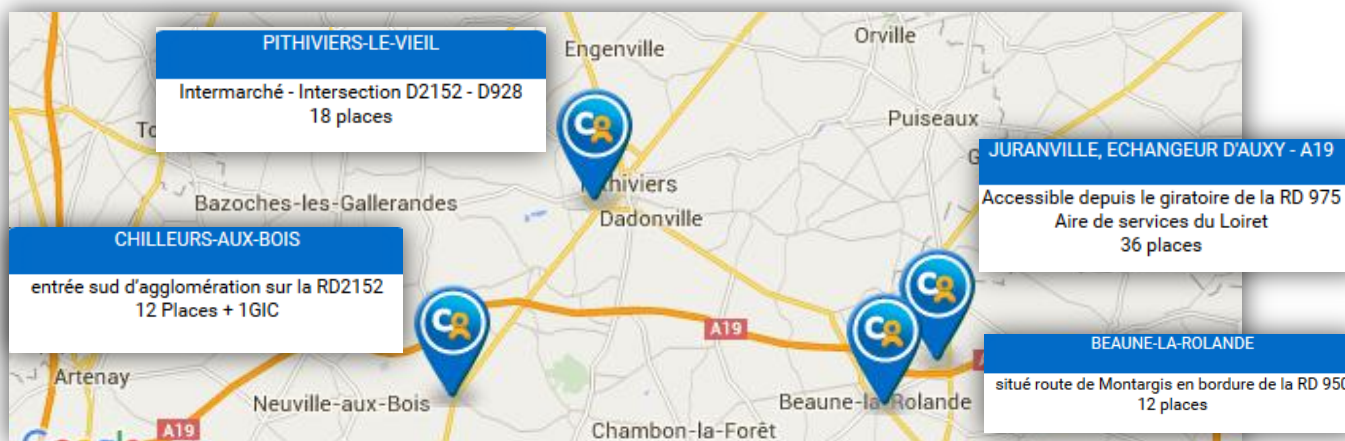 PITHIVIERS-LE-VIEIL
Intermarché - Intersection D2152 - D928
18 places
Engenville
Orville
Puiseaux
JURANVILLE, ECHANGEUR D'AUXY - A19
Accessible depuis le giratoire de la RD 975
Aire de services du Loiret
36 places
Bazoches-les-Gallerandes
Dadonville
CHILLEURS-AUX-BOIS
entrée sud d'agglomération sur la RD2152
12 Places + 1GIC
A19
BEAUNE-LA-ROLANDE
situé route de Montargis en bordure de la RD 950
12 places
Artenay
Neuville-aux-Bois
Beaune-la-Rolande
Chambon-la-Forêt
A19